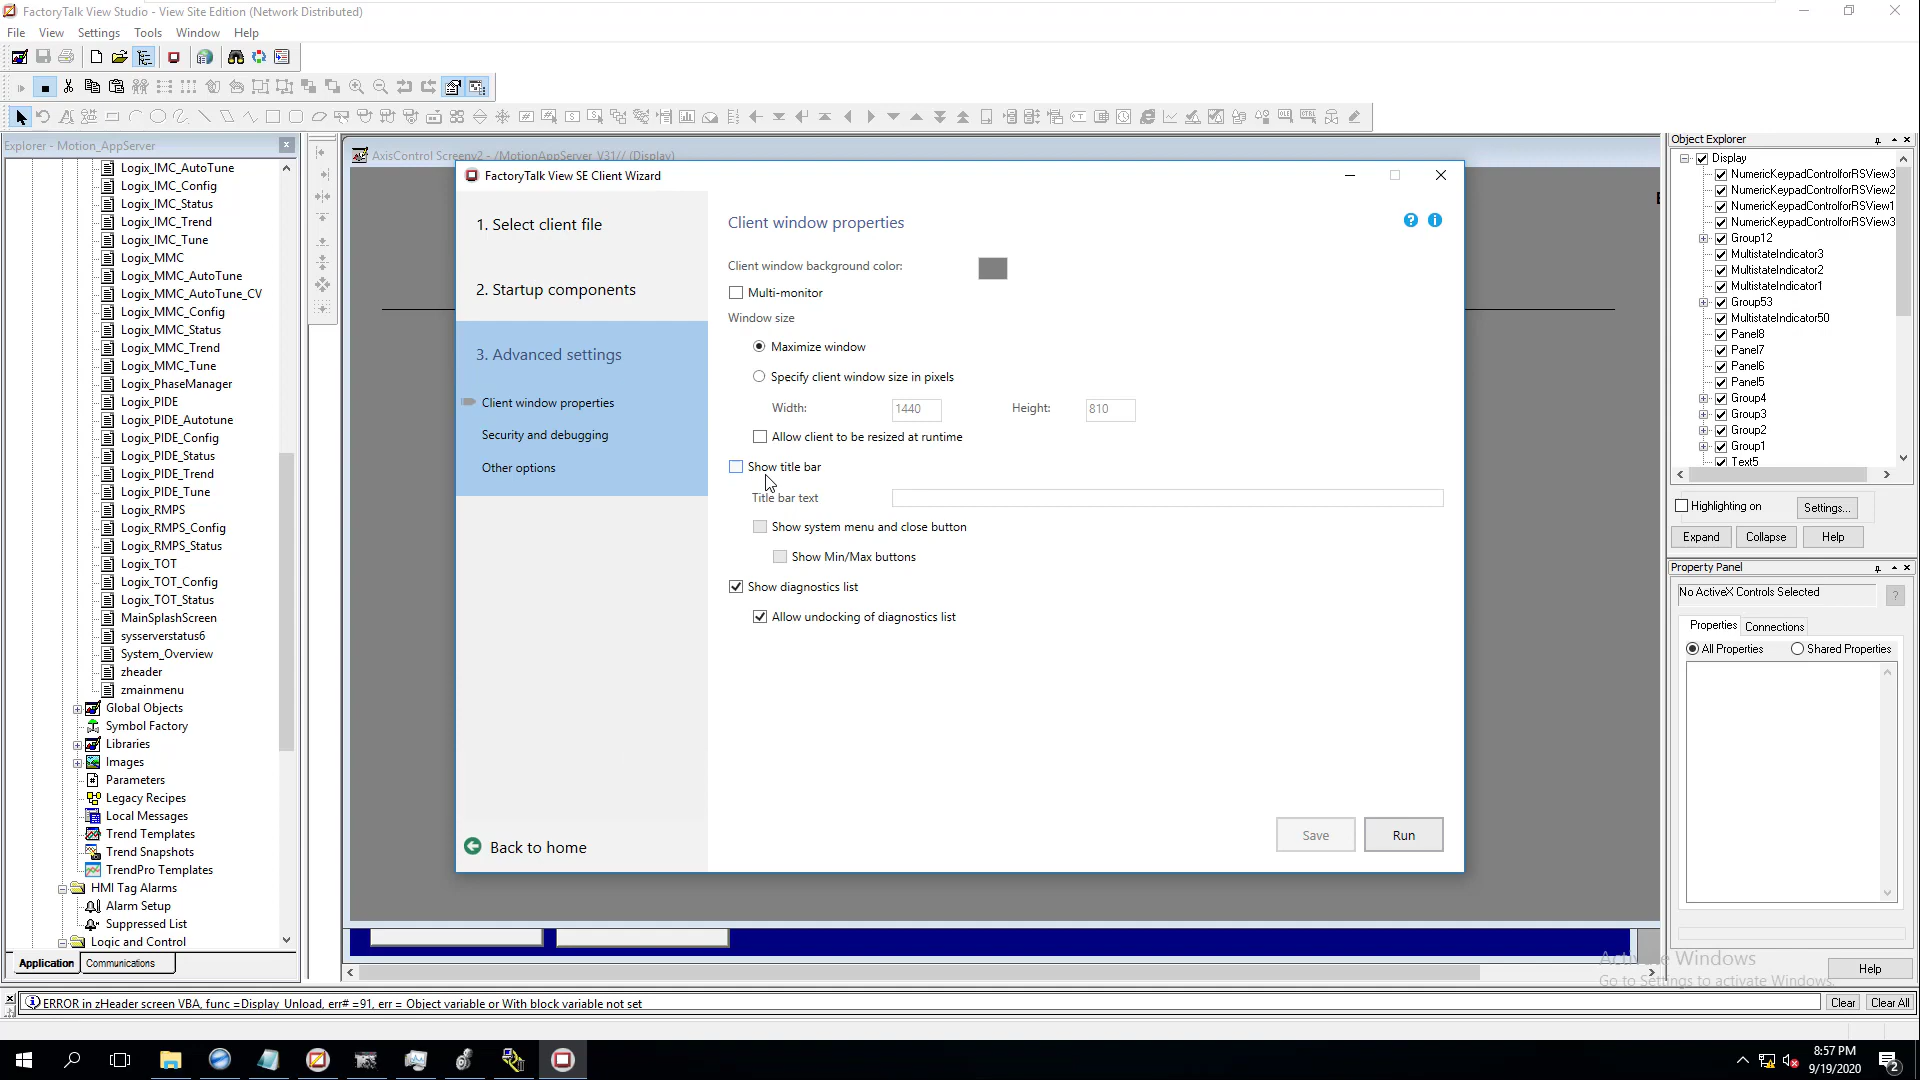 FactoryTalk View Studio - View Site Edition (Network Distributed)
File View Settings Tools Window Help
Explorer - Motion_AppServer
Logix_IMC_AutoTune
Logix_IMC_Config
Logix_IMC_Status
Logix_IMC_Trend
Logix_IMC_Tune
Logix_MMC
Logix_MMC_AutoTune
Logix_MMC_AutoTune_CV
Logix_MMC_Config
Logix_MMC_Status
Logix_MMC_Trend
Logix_MMC_Tune
Logix_PhaseManager
Logix_PIDE
Logix_PIDE_Autotune
Logix_PIDE_Config
Logix_PIDE_Status
Logix_PIDE_Trend
Logix_PIDE_Tune
Logix_RMPS
Logix_RMPS_Config
Logix_RMPS_Status
Logix_TOT
Logix_TOT_Config
Logix_TOT_Status
MainSplashScreen
sysserverstatus6
System_Overview
zheader
zmainmenu
Global Objects
Symbol Factory
Libraries
Images
Parameters
Legacy Recipes
Local Messages
Trend Templates
Trend Snapshots
TrendPro Templates
HMI Tag Alarms
Alarm Setup
Suppressed List
Logic and Control
Application Communications
AxisControl Screenv2 - /MotionAppServer_V31// (Display)
FactoryTalk View SE Client Wizard
1. Select client file
2. Startup components
3. Advanced settings
Client window properties
Security and debugging
Other options
Back to home
Client window properties
Client window background color:
Multi-monitor
Window size
Maximize window
Specify client window size in pixels
Width: 1440 Height: 810
Allow client to be resized at runtime
Show title bar
Title bar text
Show system menu and close button
Show Min/Max buttons
Show diagnostics list
Allow undocking of diagnostics list
Save Run
Object Explorer
Display
NumericKeypadControlforRSView3
NumericKeypadControlforRSView2
NumericKeypadControlforRSView1
NumericKeypadControlforRSView3
Group12
MultistateIndicator3
MultistateIndicator2
MultistateIndicator1
Group53
MultistateIndicator50
Panel8
Panel7
Panel6
Panel5
Group4
Group3
Group2
Group1
Text5
Highlighting on Settings...
Expand Collapse Help
Property Panel
No ActiveX Controls Selected ?
Properties Connections
All Properties Shared Properties
Help
Activate Windows
Go to Settings to activate Windows.
ERROR in zHeader screen VBA, func =Display_Unload, err# =91, err = Object variable or With block variable not set
Clear Clear All
8:57 PM
9/19/2020
2